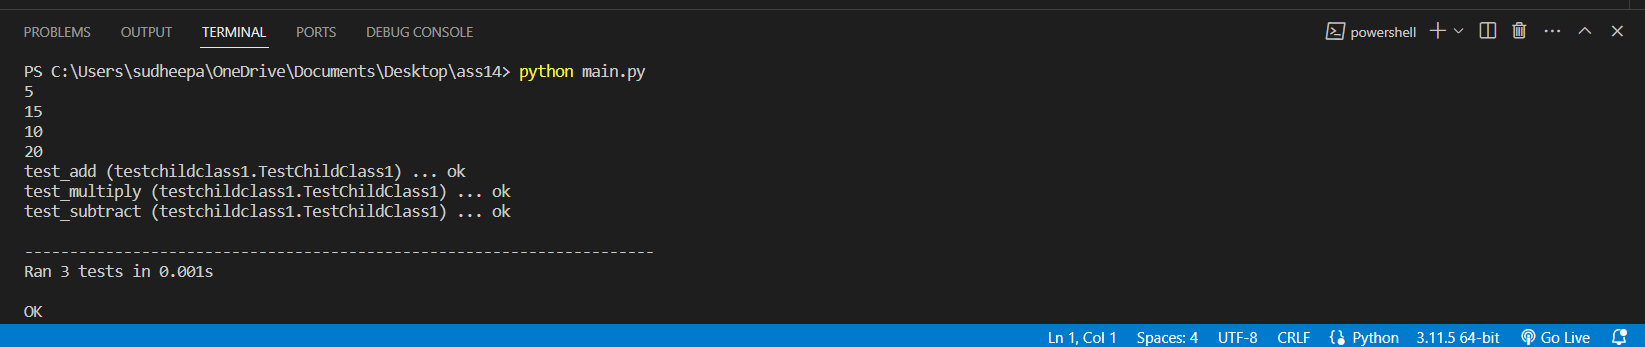 PROBLEMS OUTPUT TERMINAL PORTS DEBUG CONSOLE powershell
PS C:\Users\sudheepa\OneDrive\Documents\Desktop\ass14> python main.py
5
15
10
20
test_add (testchildclass1.TestChildClass1) ... ok
test_multiply (testchildclass1.TestChildClass1) ... ok
test_subtract (testchildclass1.TestChildClass1) ... ok
----------------------------------------------------------------------
Ran 3 tests in 0.001s
OK
Ln 1, Col 1 Spaces: 4 UTF-8 CRLF Python 3.11.5 64-bit Go Live